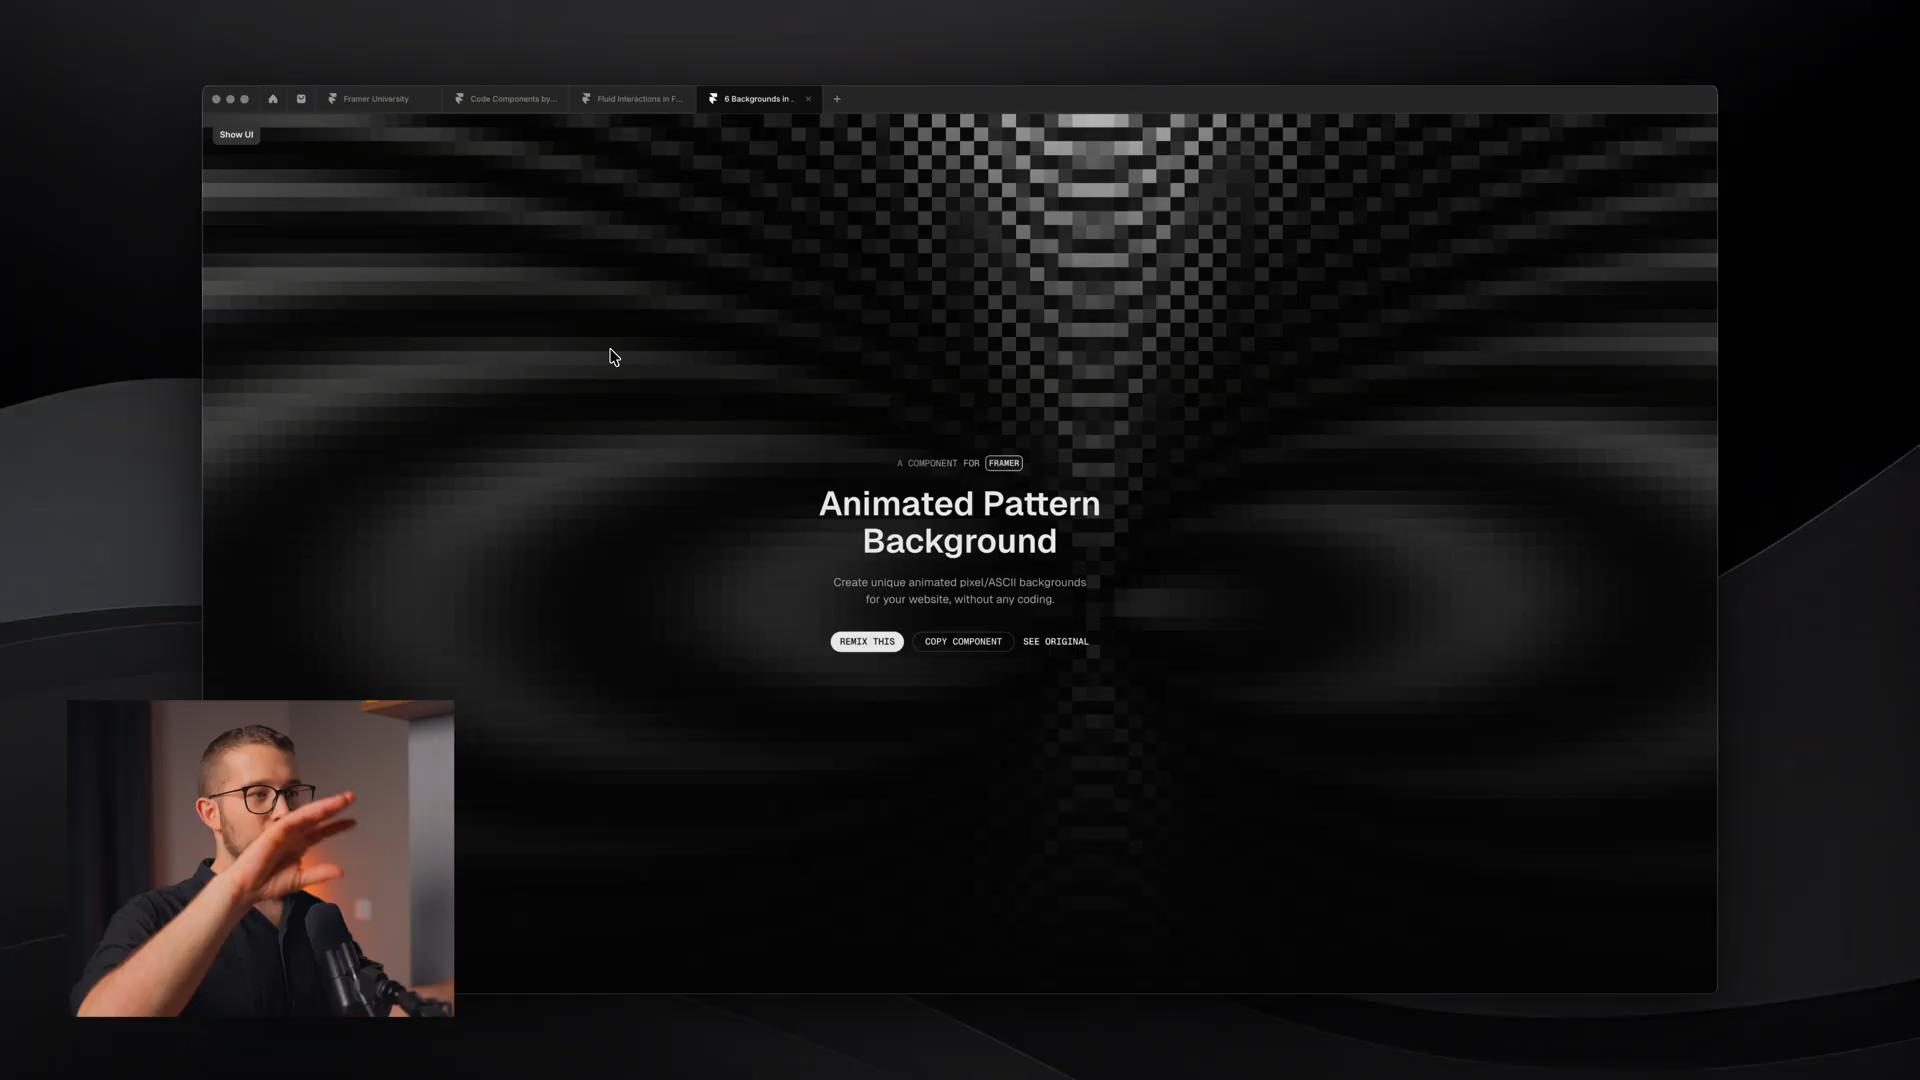 Framer University
Code Components by...
Fluid Interactions in F...
6 Backgrounds in ..
Show UI
A COMPONENT FOR FRAMER
Animated Pattern
Background
Create unique animated pixel/ASCII backgrounds
for your website, without any coding.
REMIX THIS
COPY COMPONENT
SEE ORIGINAL